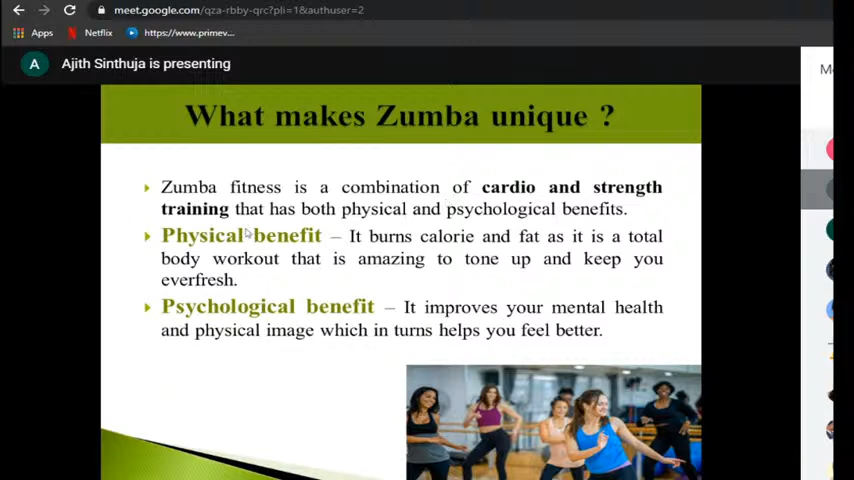 meet.google.com/qza-rbby-qrc?pli=1&authuser=2
Apps Netflix https://www.primev...
A Ajith Sinthuja is presenting
What makes Zumba unique ?
Zumba fitness is a combination of cardio and strength
training that has both physical and psychological benefits.
Physical benefit – It burns calorie and fat as it is a total
body workout that is amazing to tone up and keep you
everfresh.
Psychological benefit – It improves your mental health
and physical image which in turns helps you feel better.